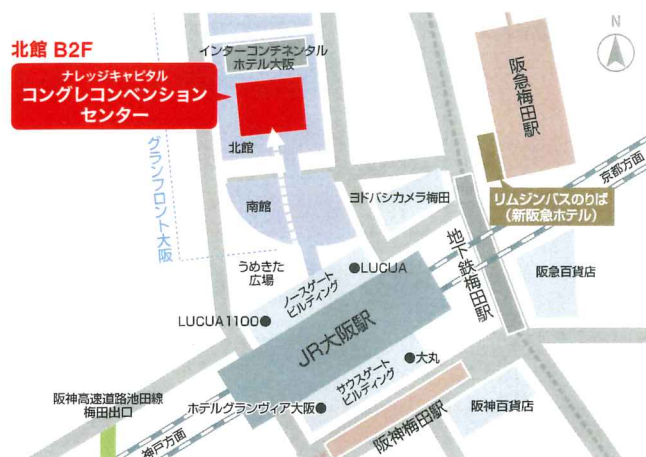 北館 B2F
ナレッジキャピタル
コングレコンベンション
センター
インターコンチネンタル
ホテル大阪
N
阪急梅田駅
グランフロント大阪
北館
南館
ヨドバシカメラ梅田
京都方面
リムジンバスのりば
(新阪急ホテル)
うめきた
広場
ノースゲート
ビルディング
●LUCUA
地下鉄梅田駅
阪急百貨店
LUCUA1100●
JR大阪駅
●大丸
サウスゲート
ビルディング
阪神高速道路池田線
梅田出口
ホテルグランヴィア大阪●
阪神梅田駅
阪神百貨店
神戸方面